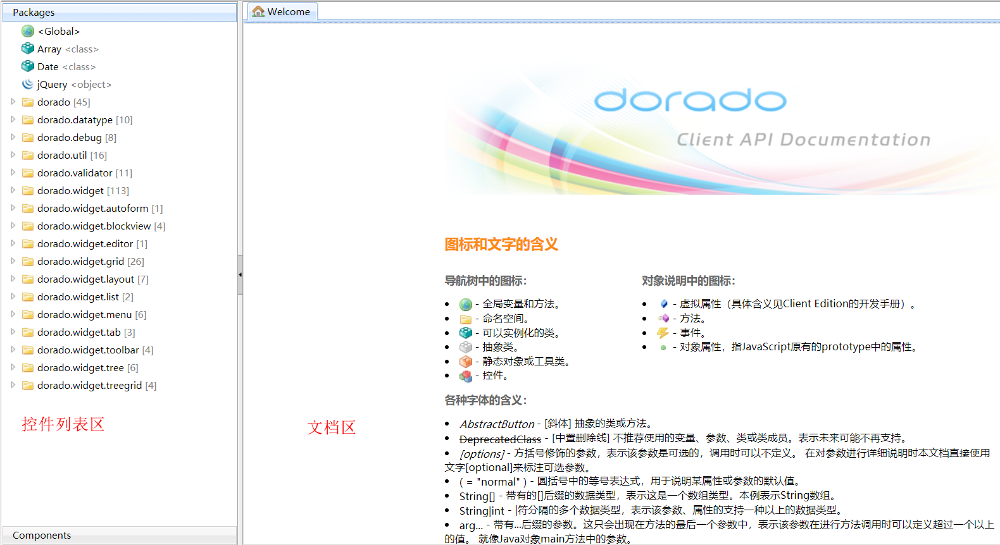 Packages
<Global>
Array <class>
Date <class>
jQuery <object>
dorado [45]
dorado.datatype [10]
dorado.debug [8]
dorado.util [16]
dorado.validator [11]
dorado.widget [113]
dorado.widget.autoform [1]
dorado.widget.blockview [4]
dorado.widget.editor [1]
dorado.widget.grid [26]
dorado.widget.layout [7]
dorado.widget.list [2]
dorado.widget.menu [6]
dorado.widget.tab [3]
dorado.widget.toolbar [4]
dorado.widget.tree [6]
dorado.widget.treegrid [4]
控件列表区
Components
Welcome
dorado
Client API Documentation
文档区
图标和文字的含义
导航树中的图标：
- 全局变量和方法。
- 命名空间。
- 可以实例化的类。
- 抽象类。
- 静态对象或工具类。
- 控件。
对象说明中的图标：
- 虚拟属性（具体含义见Client Edition的开发手册）。
- 方法。
- 事件。
- 对象属性，指JavaScript原有的prototype中的属性。
各种字体的含义：
• AbstractButton - [斜体] 抽象的类或方法。
• DeprecatedClass - [中置删除线] 不推荐使用的变量、参数、类或类成员。表示未来可能不再支持。
• [options] - 方括号修饰的参数，表示该参数是可选的，调用时可以不定义。 在对参数进行详细说明时本文档直接使用
文字[optional]来标注可选参数。
• ( = "normal" ) - 圆括号中的等号表达式，用于说明某属性或参数的默认值。
• String[] - 带有的[]后缀的数据类型，表示这是一个数组类型。本例表示String数组。
• String|int - |符分隔的多个数据类型，表示该参数、属性的支持一种以上的数据类型。
• arg... - 带有...后缀的参数。这只会出现在方法的最后一个参数中，表示该参数在进行方法调用时可以定义超过一个以上
的值。 就像Java对象main方法中的参数。